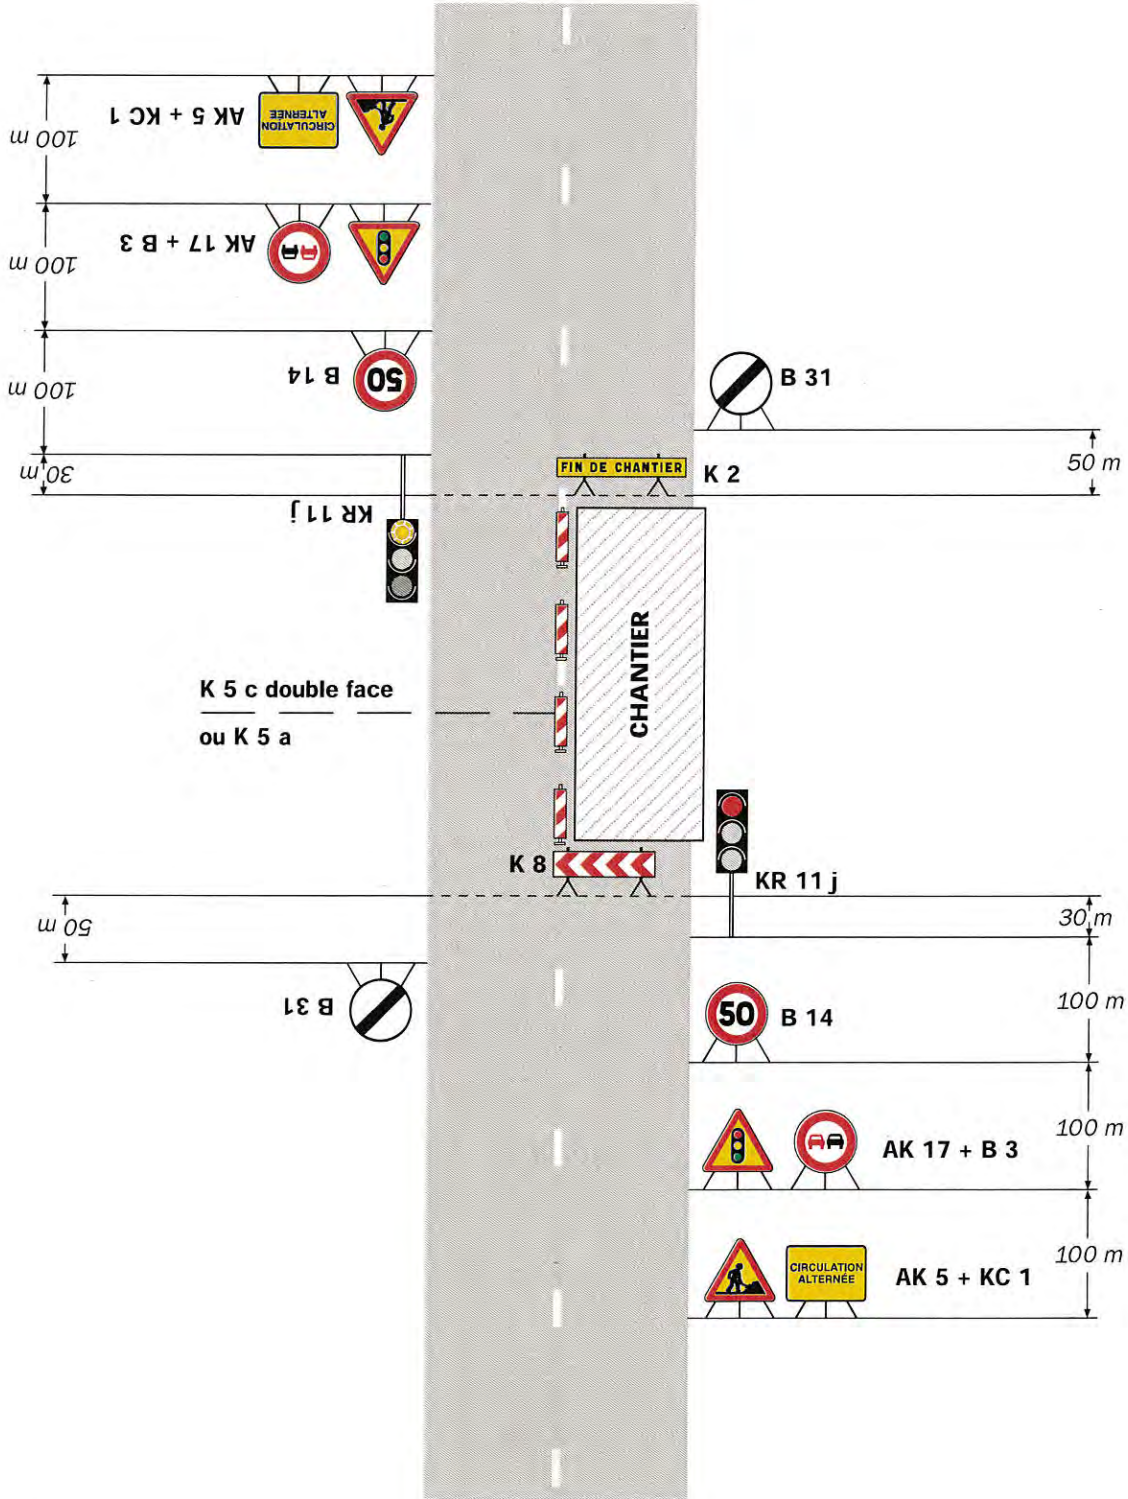 100 m
AK 5 + KC 1
CIRCULATION
ALTERNÉE
100 m
AK 17 + B 3
100 m
B 14
50
B 31
30 m
50 m
FIN DE CHANTIER
K 2
KR 11 j
CHANTIER
K 5 c double face
ou K 5 a
K 8
KR 11 j
50 m
30 m
B 31
50
B 14
100 m
AK 17 + B 3
100 m
CIRCULATION
ALTERNÉE
AK 5 + KC 1
100 m